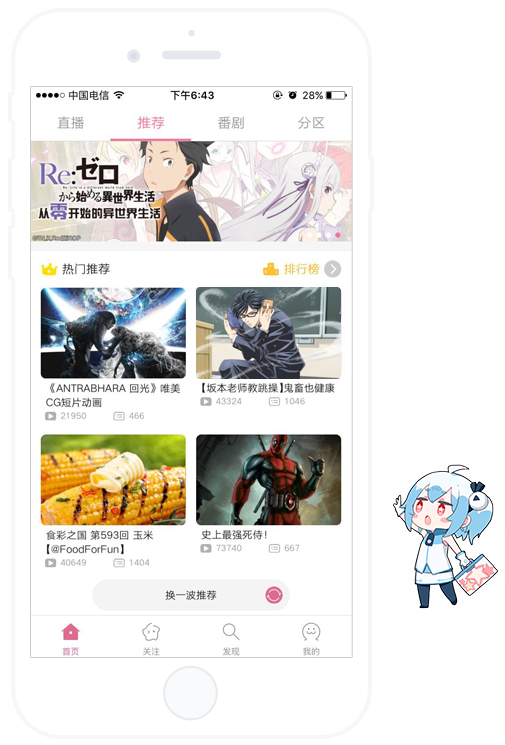 中国电信
下午6:43
28%
直播
推荐
番剧
分区
Re:ゼロ
から始める異世界生活
从零开始的异世界生活
热门推荐
排行榜
《ANTRABHARA 回光》唯美
CG短片动画
21950
466
【坂本老师教跳操】鬼畜也健康
43324
1046
食彩之国 第593回 玉米
【@FoodForFun】
40649
1404
史上最强死侍!
73740
667
换一波推荐
首页
关注
发现
我的